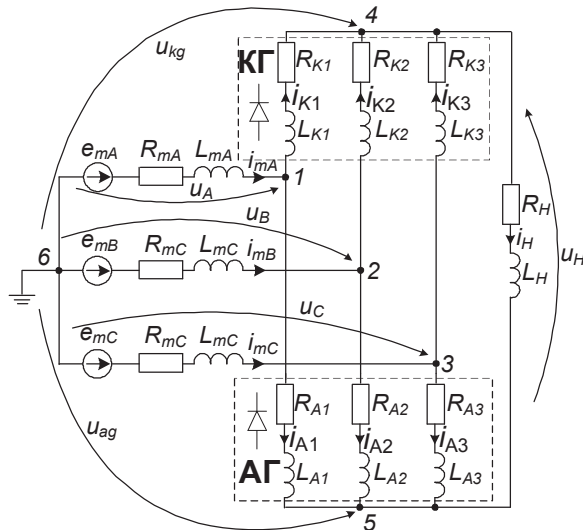 4
u_kg
КГ
R_K1
R_K2
R_K3
i_K1
i_K2
i_K3
L_K1
L_K2
L_K3
e_mA
R_mA
L_mA
i_mA
1
u_A
R_H
i_H
L_H
u_H
u_B
6
e_mB
R_mC
L_mC
i_mB
2
u_C
e_mC
R_mC
L_mC
i_mC
3
u_ag
R_A1
R_A2
R_A3
i_A1
i_A2
i_A3
АГ
L_A1
L_A2
L_A3
5